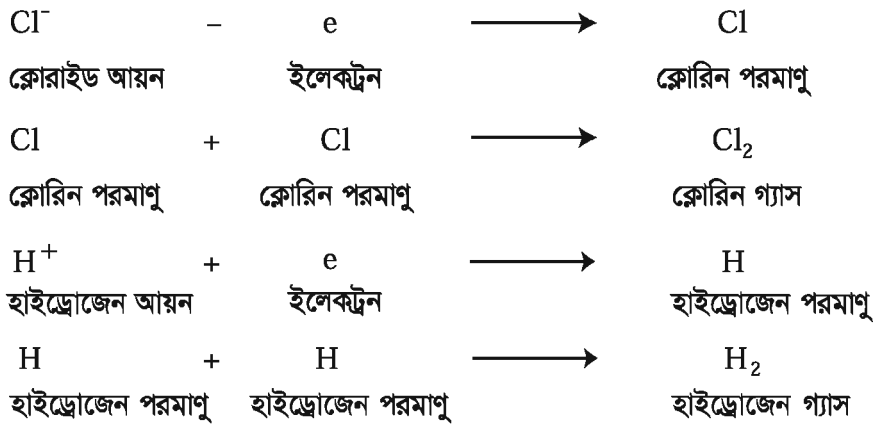 Cl⁻ – e ⟶ Cl
ক্লোরাইড আয়ন ইলেকট্রন ক্লোরিন পরমাণু
Cl + Cl ⟶ Cl₂
ক্লোরিন পরমাণু ক্লোরিন পরমাণু ক্লোরিন গ্যাস
H⁺ + e ⟶ H
হাইড্রোজেন আয়ন ইলেকট্রন হাইড্রোজেন পরমাণু
H + H ⟶ H₂
হাইড্রোজেন পরমাণু হাইড্রোজেন পরমাণু হাইড্রোজেন গ্যাস